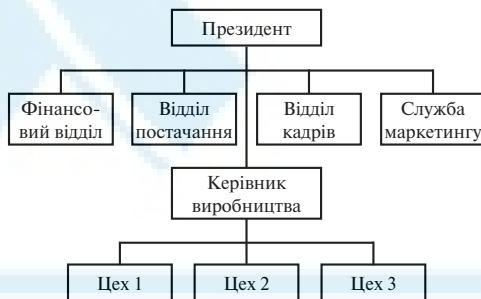 Президент
Фінансо-
вий відділ
Відділ
постачання
Відділ
кадрів
Служба
маркетингу
Керівник
виробництва
Цех 1
Цех 2
Цех 3